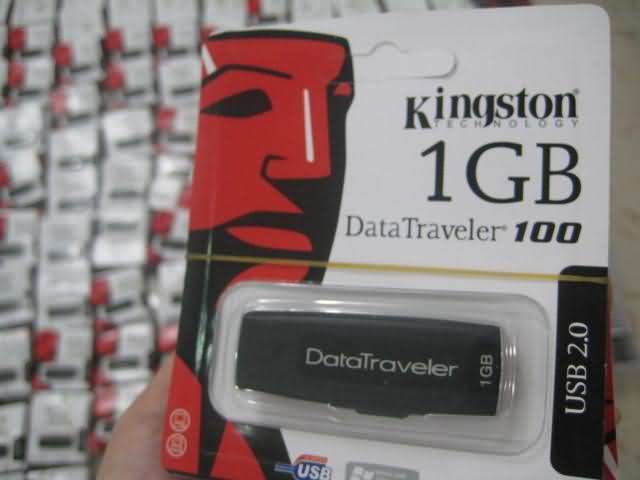 Kingston®
TECHNOLOGY
1GB
DataTraveler® 100
DataTraveler
1GB
USB 2.0
USB